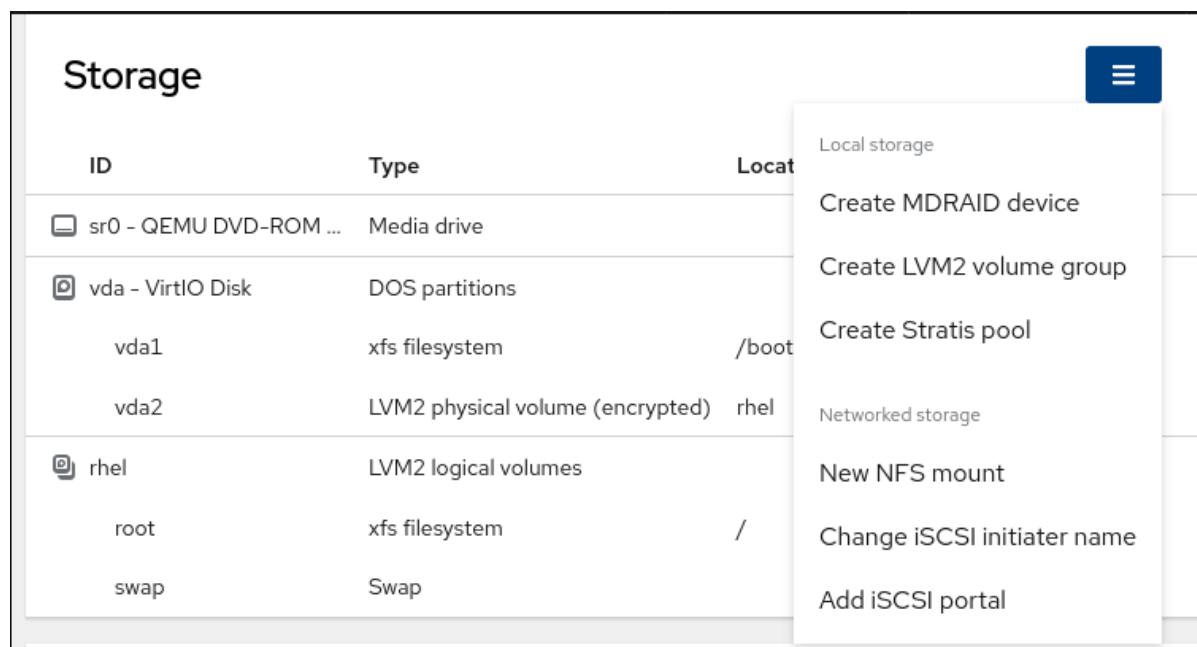 Storage
ID Type Locat
sr0 - QEMU DVD-ROM ... Media drive
vda - VirtIO Disk DOS partitions
vda1 xfs filesystem /boot
vda2 LVM2 physical volume (encrypted) rhel
rhel LVM2 logical volumes
root xfs filesystem /
swap Swap
Local storage
Create MDRAID device
Create LVM2 volume group
Create Stratis pool
Networked storage
New NFS mount
Change iSCSI initiater name
Add iSCSI portal